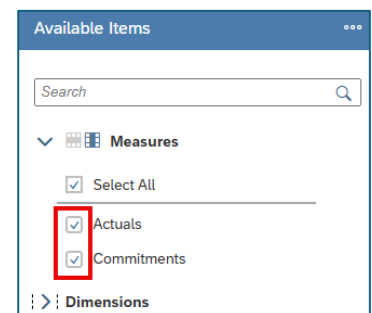 Available Items
Search
Measures
Select All
Actuals
Commitments
Dimensions